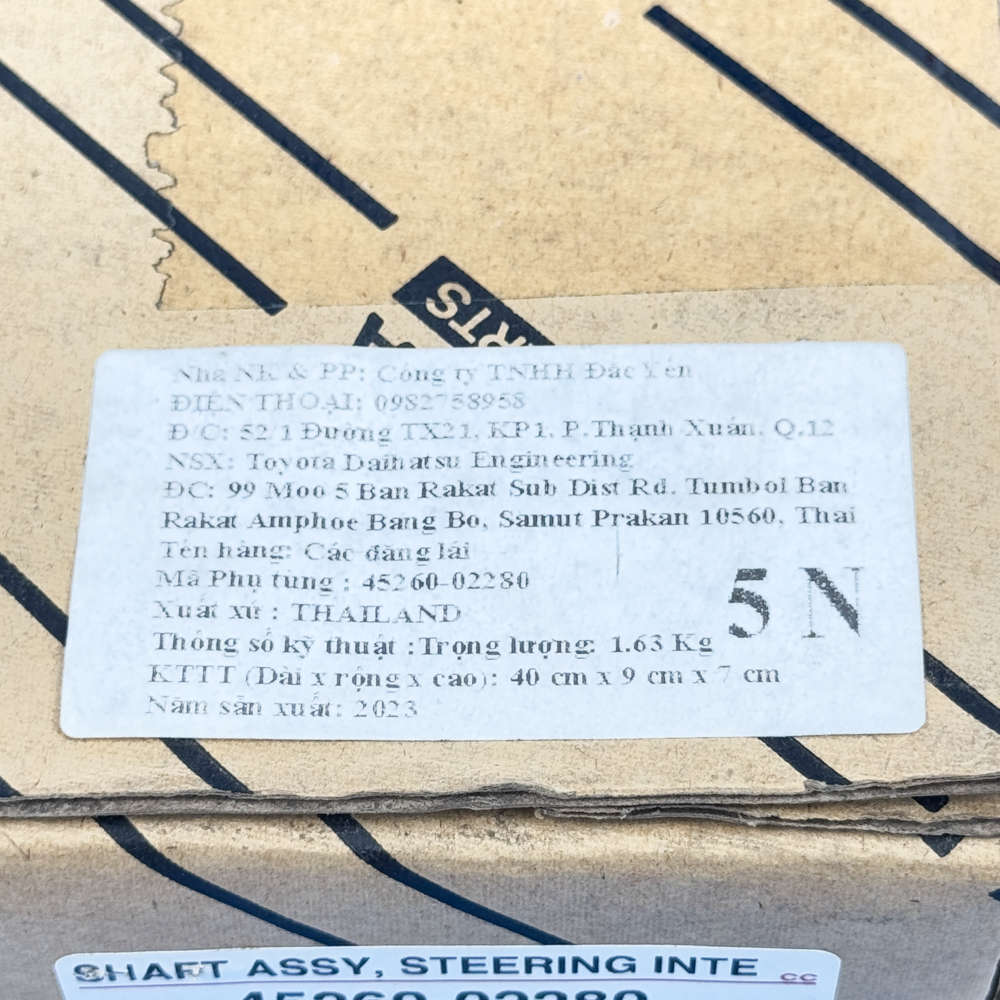 PARTS
Nhà NK & PP: Công ty TNHH Đắc Yến
ĐIỆN THOẠI: 0982758958
Đ/C: 52/1 Đường TX21, KP1, P.Thạnh Xuân, Q.12
NSX: Toyota Daihatsu Engineering
ĐC: 99 Moo 5 Ban Rakat Sub Dist Rd. Tumbol Ban
Rakat Amphoe Bang Bo, Samut Prakan 10560, Thai
Tên hàng: Các đăng lái
Mã Phụ tùng : 45260-02280
Xuất xứ : THAILAND
5 N
Thông số kỹ thuật :Trọng lượng: 1.63 Kg
KTTT (Dài x rộng x cao): 40 cm x 9 cm x 7 cm
Năm sản xuất: 2023
SHAFT ASSY, STEERING INTE CC
45260-02280